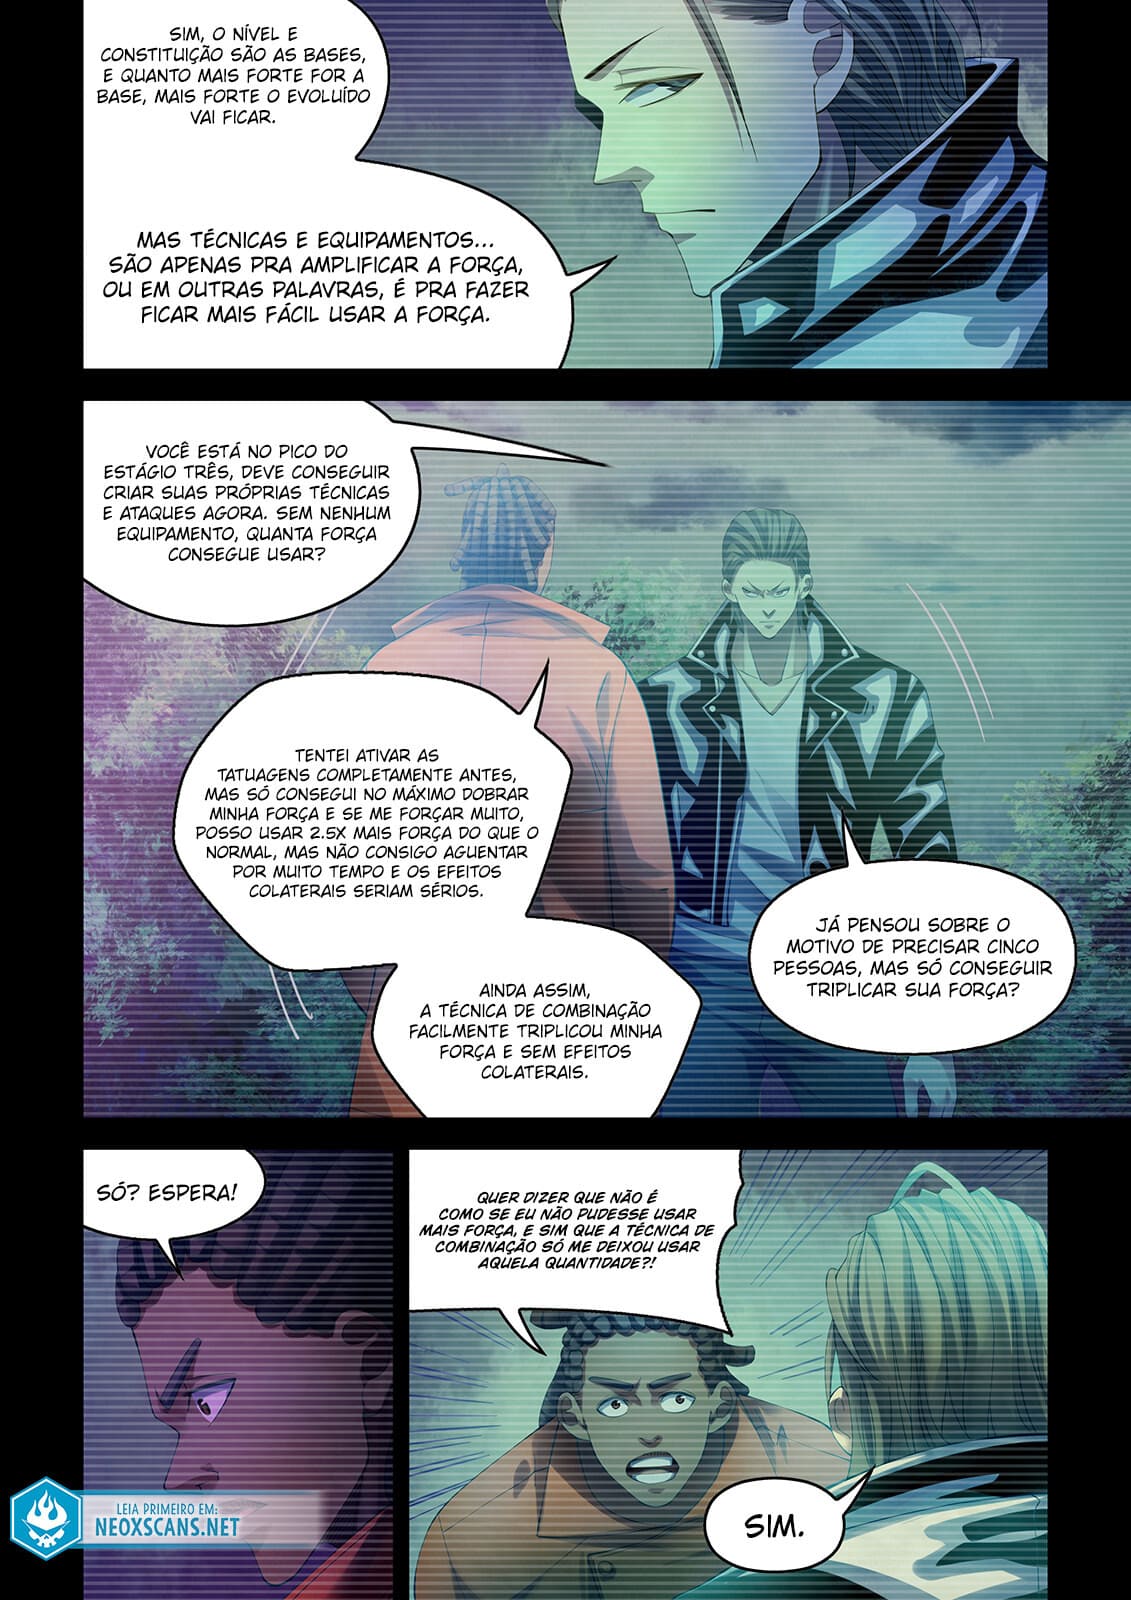 SIM, O NÍVEL E
CONSTITUIÇÃO SÃO AS BASES,
E QUANTO MAIS FORTE FOR A
BASE, MAIS FORTE O EVOLUÍDO
VAI FICAR.
MAS TÉCNICAS E EQUIPAMENTOS...
SÃO APENAS PRA AMPLIFICAR A FORÇA,
OU EM OUTRAS PALAVRAS, É PRA FAZER
FICAR MAIS FÁCIL USAR A FORÇA.
VOCÊ ESTÁ NO PICO DO
ESTÁGIO TRÊS, DEVE CONSEGUIR
CRIAR SUAS PRÓPRIAS TÉCNICAS
E ATAQUES AGORA. SEM NENHUM
EQUIPAMENTO, QUANTA FORÇA
CONSEGUE USAR?
TENTEI ATIVAR AS
TATUAGENS COMPLETAMENTE ANTES,
MAS SÓ CONSEGUI NO MÁXIMO DOBRAR
MINHA FORÇA E SE ME FORÇAR MUITO,
POSSO USAR 2.5X MAIS FORÇA DO QUE O
NORMAL, MAS NÃO CONSIGO AGUENTAR
POR MUITO TEMPO E OS EFEITOS
COLATERAIS SERIAM SÉRIOS.
AINDA ASSIM,
A TÉCNICA DE COMBINAÇÃO
FACILMENTE TRIPLICOU MINHA
FORÇA E SEM EFEITOS
COLATERAIS.
JÁ PENSOU SOBRE O
MOTIVO DE PRECISAR CINCO
PESSOAS, MAS SÓ CONSEGUIR
TRIPLICAR SUA FORÇA?
SÓ? ESPERA!
QUER DIZER QUE NÃO É
COMO SE EU NÃO PUDESSE USAR
MAIS FORÇA, E SIM QUE A TÉCNICA DE
COMBINAÇÃO SÓ ME DEIXOU USAR
AQUELA QUANTIDADE?!
SIM.
LEIA PRIMEIRO EM:
NEOXSCANS.NET